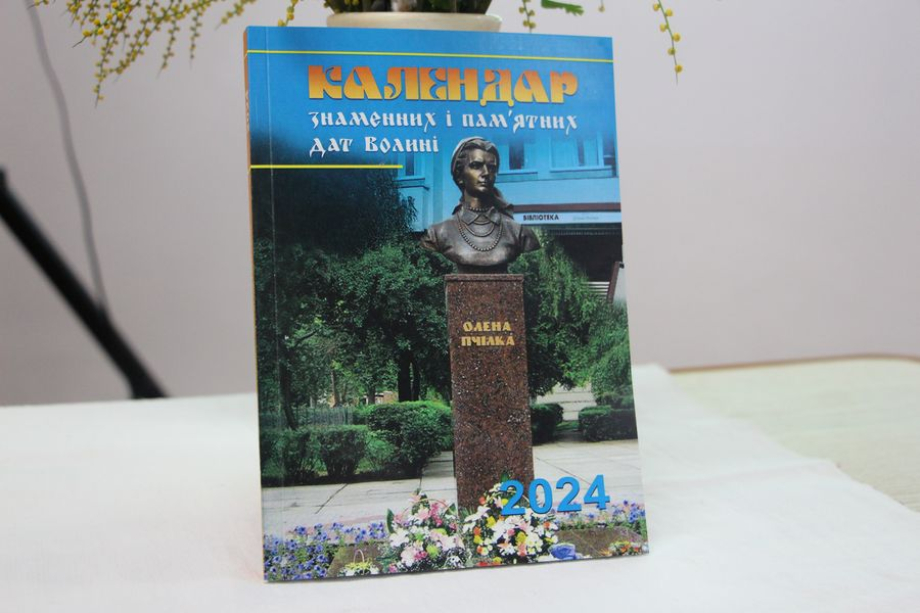 КАЛЕНДАР
знаменних і пам'ятних
дат Волині
БІБЛІОТЕКА
ОЛЕНА
ПЧІЛКА
2024